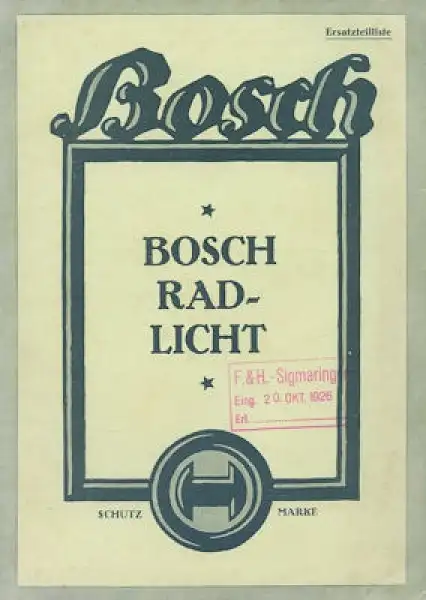 Ersatzteilliste
Bosch
BOSCH
RAD-
LICHT
F. & H.-Sigmaring
Eing. 20. OKT. 1926
Erl.
SCHUTZ MARKE